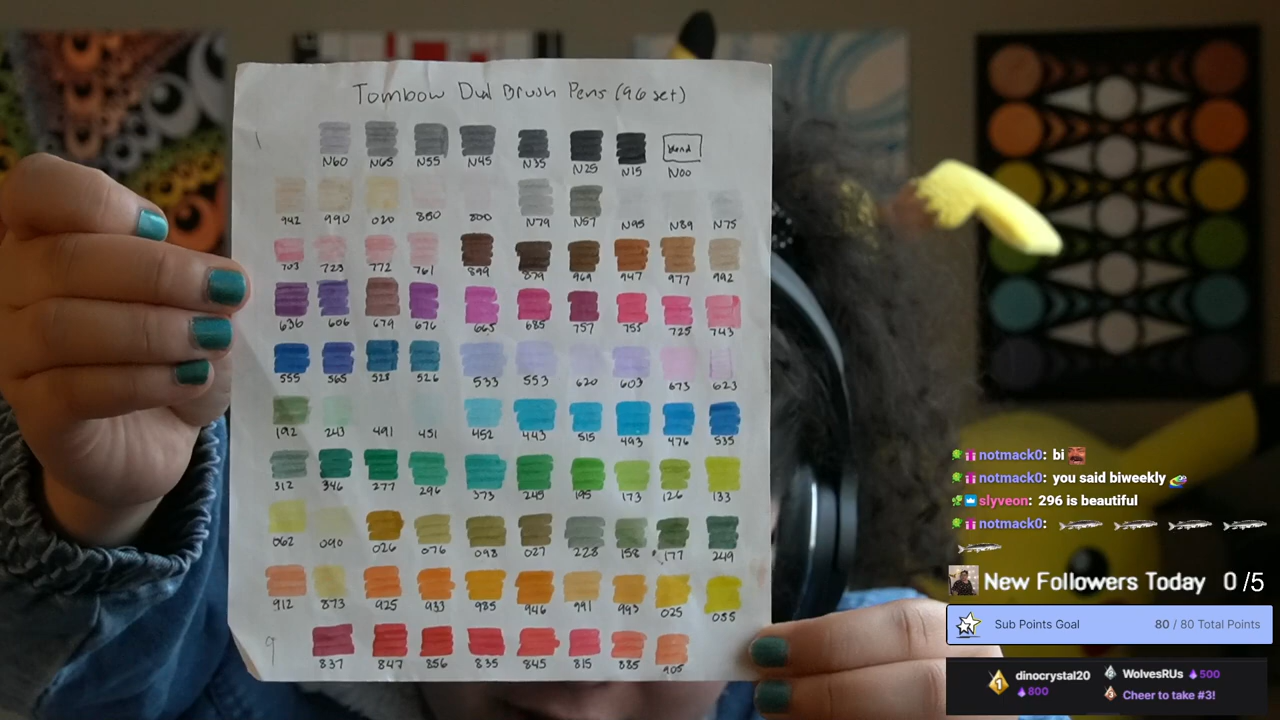 Tombow Dual Brush Pens (96 set)
N60 N65 N55 N45 N35 N25 N15 Blend N00
942 990 020 850 800 N79 N57 N95 N89 N75
703 723 772 761 899 879 969 947 977 992
636 606 679 676 665 685 757 755 725 743
555 565 528 526 533 553 620 603 673 623
192 243 491 451 452 443 515 493 476 535
312 346 277 296 373 245 195 173 126 133
062 090 026 076 098 027 228 158 177 249
912 873 925 933 985 946 991 993 025 055
9
837 847 856 835 845 815 885 905
notmack0: bi
notmack0: you said biweekly
slyveon: 296 is beautiful
notmack0:
New Followers Today 0 /5
Sub Points Goal 80 / 80 Total Points
1 dinocrystal20 800
2 WolvesRUs 500
3 Cheer to take #3!